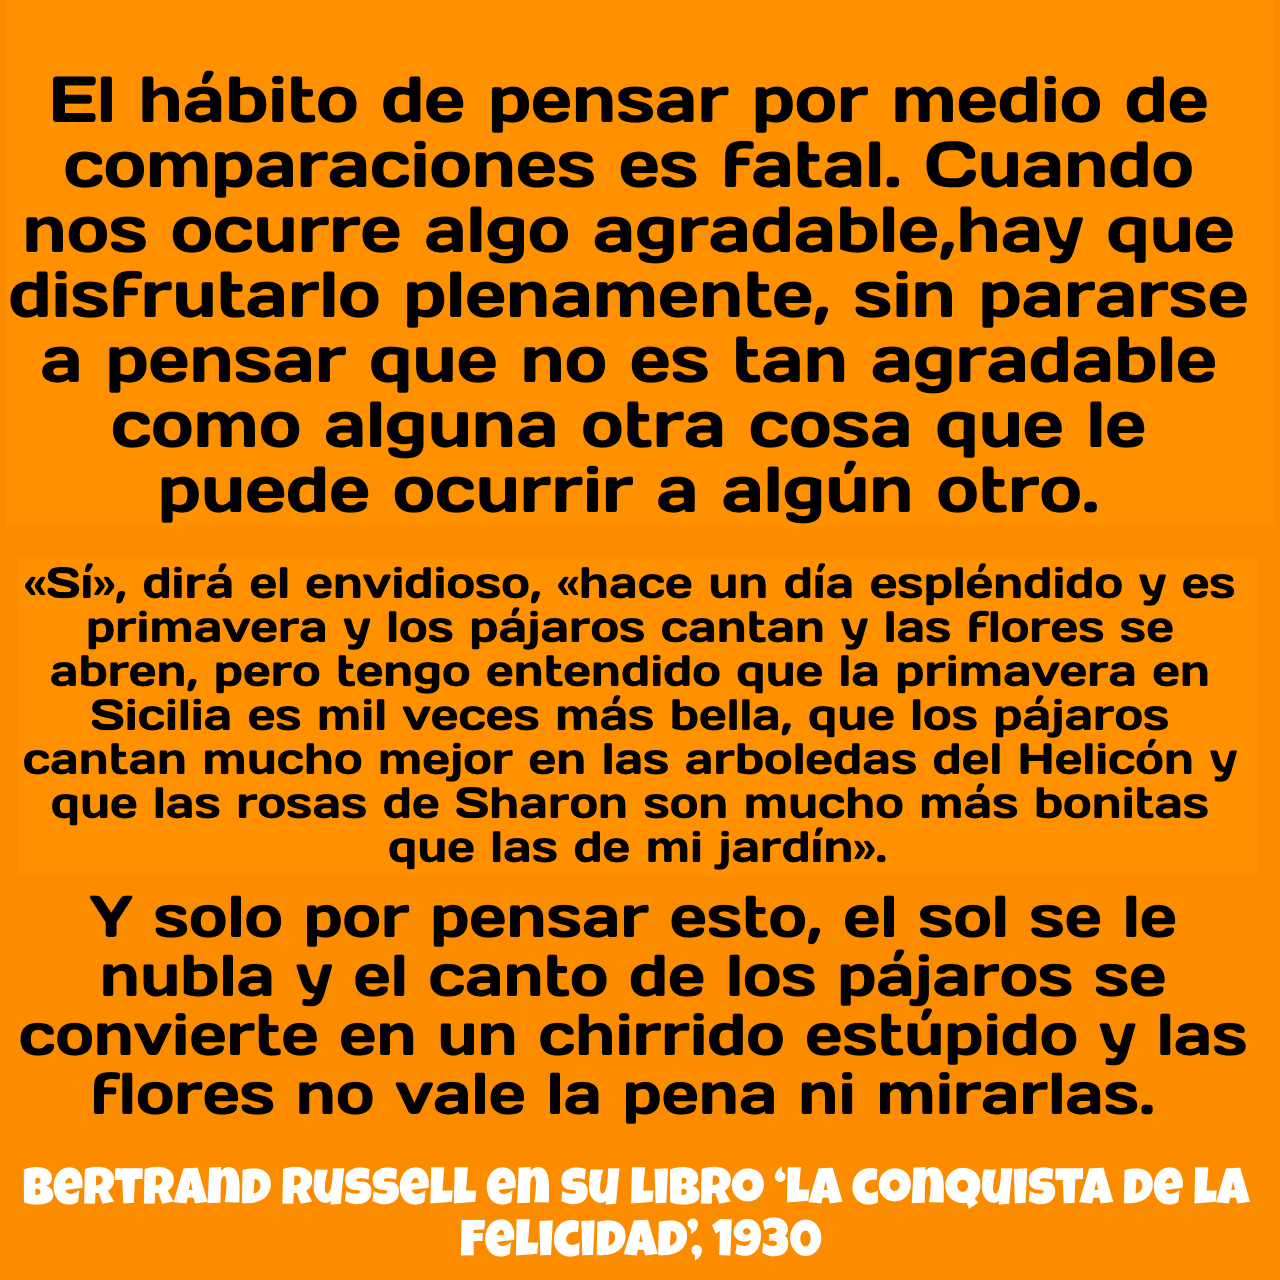 El hábito de pensar por medio de
comparaciones es fatal. Cuando
nos ocurre algo agradable,hay que
disfrutarlo plenamente, sin pararse
a pensar que no es tan agradable
como alguna otra cosa que le
puede ocurrir a algún otro.
«Sí», dirá el envidioso, «hace un día espléndido y es
primavera y los pájaros cantan y las flores se
abren, pero tengo entendido que la primavera en
Sicilia es mil veces más bella, que los pájaros
cantan mucho mejor en las arboledas del Helicón y
que las rosas de Sharon son mucho más bonitas
que las de mi jardín».
Y solo por pensar esto, el sol se le
nubla y el canto de los pájaros se
convierte en un chirrido estúpido y las
flores no vale la pena ni mirarlas.
Bertrand Russell en su libro ‘La conquista de la
felicidad’, 1930